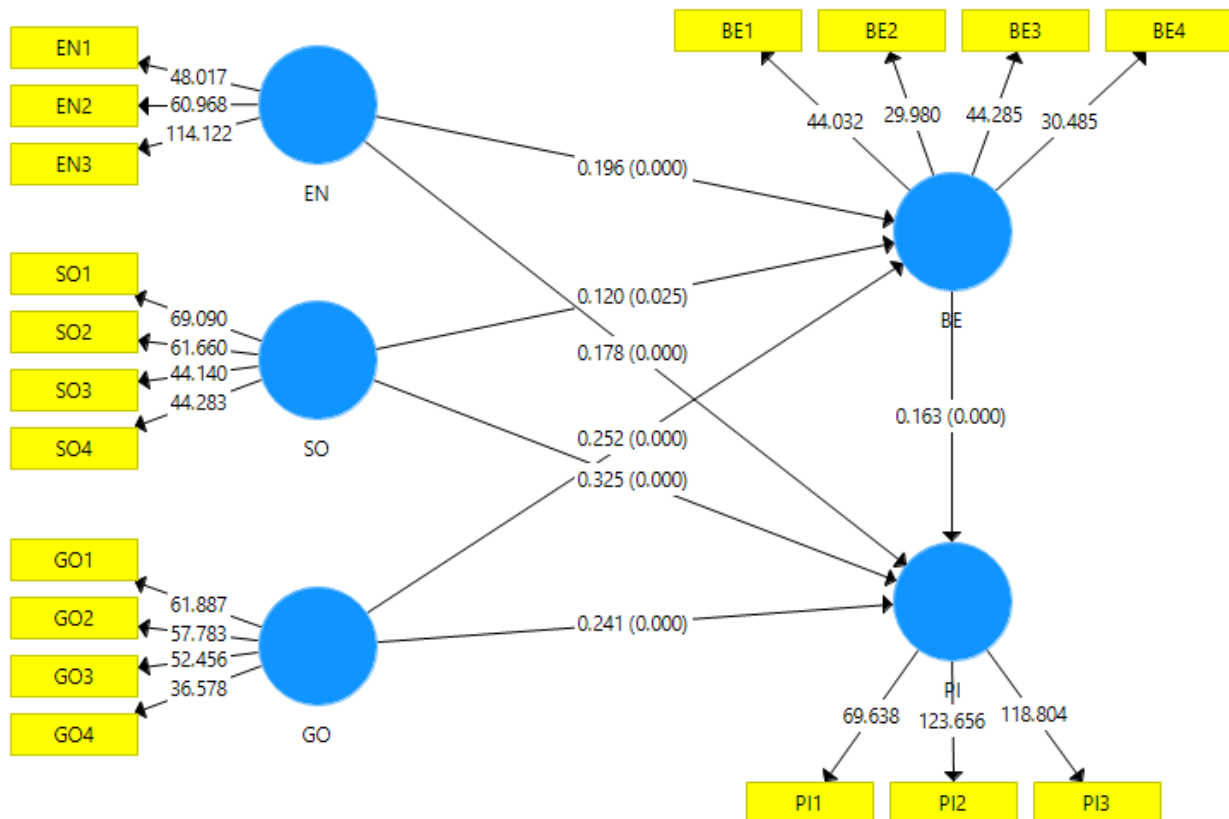 EN1
EN2
EN3
48.017
60.968
114.122
EN
SO1
SO2
SO3
SO4
69.090
61.660
44.140
44.283
SO
GO1
GO2
GO3
GO4
61.887
57.783
52.456
36.578
GO
0.196 (0.000)
0.120 (0.025)
0.178 (0.000)
0.252 (0.000)
0.325 (0.000)
0.241 (0.000)
BE1
BE2
BE3
BE4
44.032
29.980
44.285
30.485
BE
0.163 (0.000)
PI
69.638
123.656
118.804
PI1
PI2
PI3